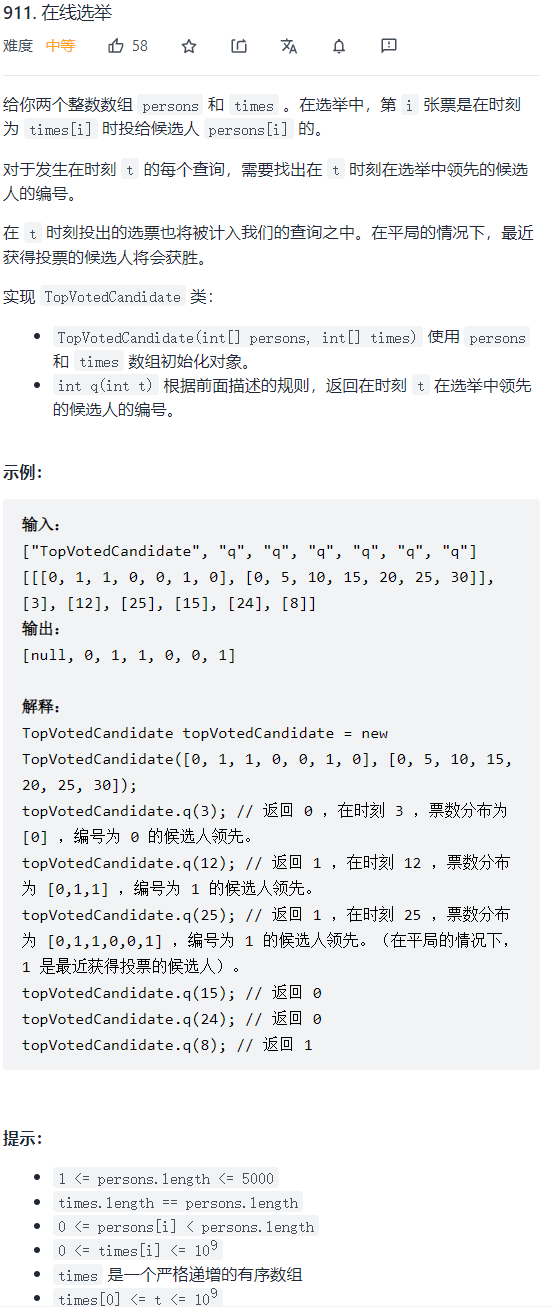 911. 在线选举
难度 中等 58
给你两个整数数组 persons 和 times 。在选举中，第 i 张票是在时刻
为 times[i] 时投给候选人 persons[i] 的。
对于发生在时刻 t 的每个查询，需要找出在 t 时刻在选举中领先的候选
人的编号。
在 t 时刻投出的选票也将被计入我们的查询之中。在平局的情况下，最近
获得投票的候选人将会获胜。
实现 TopVotedCandidate 类：
• TopVotedCandidate(int[] persons, int[] times) 使用 persons
和 times 数组初始化对象。
• int q(int t) 根据前面描述的规则，返回在时刻 t 在选举中领先
的候选人的编号。
示例：
输入：
["TopVotedCandidate", "q", "q", "q", "q", "q", "q"]
[[[0, 1, 1, 0, 0, 1, 0], [0, 5, 10, 15, 20, 25, 30]],
[3], [12], [25], [15], [24], [8]]
输出：
[null, 0, 1, 1, 0, 0, 1]
解释：
TopVotedCandidate topVotedCandidate = new
TopVotedCandidate([0, 1, 1, 0, 0, 1, 0], [0, 5, 10, 15,
20, 25, 30]);
topVotedCandidate.q(3); // 返回 0 ，在时刻 3 ，票数分布为
[0] ，编号为 0 的候选人领先。
topVotedCandidate.q(12); // 返回 1 ，在时刻 12 ，票数分布
为 [0,1,1] ，编号为 1 的候选人领先。
topVotedCandidate.q(25); // 返回 1 ，在时刻 25 ，票数分布
为 [0,1,1,0,0,1] ，编号为 1 的候选人领先。（在平局的情况下，
1 是最近获得投票的候选人）。
topVotedCandidate.q(15); // 返回 0
topVotedCandidate.q(24); // 返回 0
topVotedCandidate.q(8); // 返回 1
提示：
• 1 <= persons.length <= 5000
• times.length == persons.length
• 0 <= persons[i] < persons.length
• 0 <= times[i] <= 10⁹
• times 是一个严格递增的有序数组
• times[0] <= t <= 10⁹